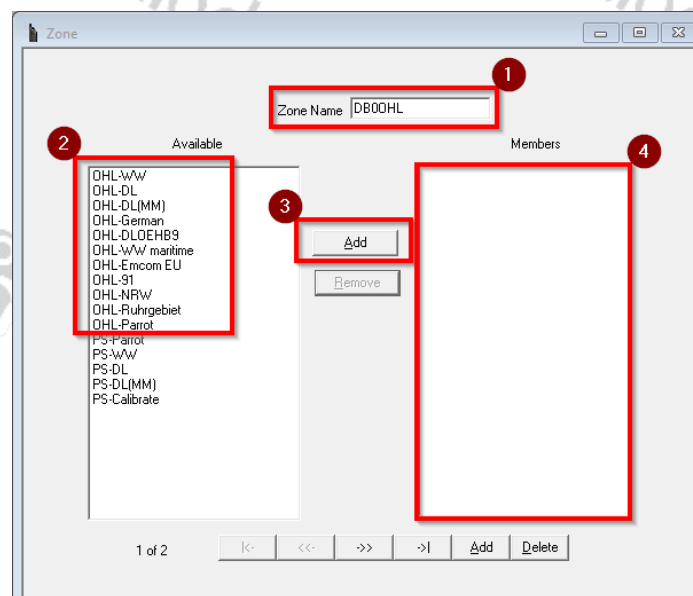 Zone
1
Zone Name DB0OHL
2
Available
Members
4
OHL-WW
OHL-DL
OHL-DL(MM)
OHL-German
OHL-DL0EHB9
OHL-WW maritime
OHL-Emcom EU
OHL-91
OHL-NRW
OHL-Ruhrgebiet
OHL-Parrot
PS-Parrot
PS-WW
PS-DL
PS-DL(MM)
PS-Calibrate
3
Add
Remove
1 of 2
|<-
<<-
->>
->|
Add
Delete